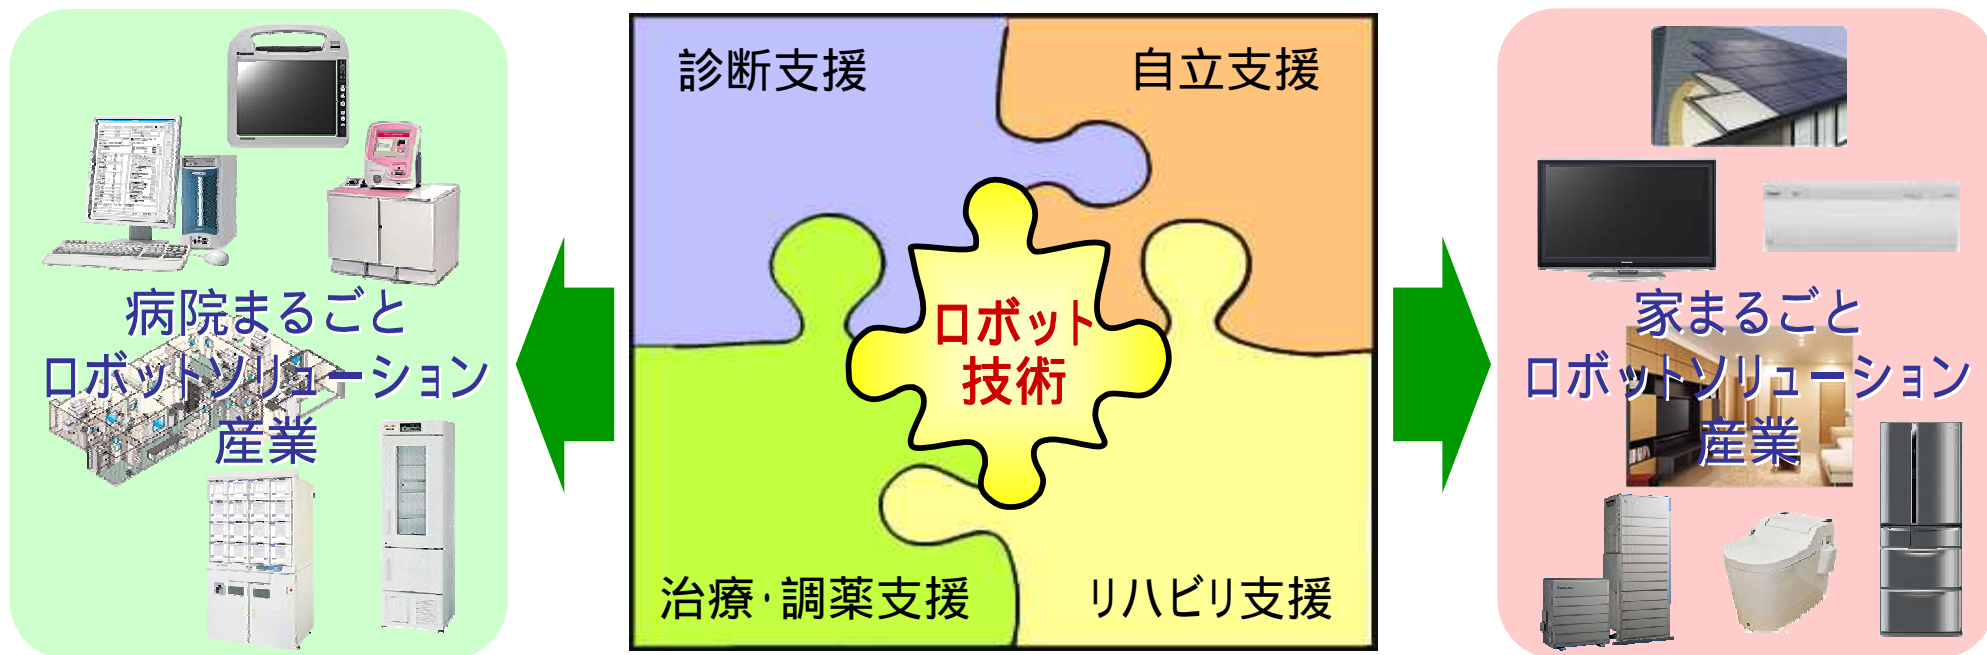 病院まるごと
ロボットソリューション
産業
診断支援
自立支援
ロボット
技術
治療・調薬支援
リハビリ支援
家まるごと
ロボットソリューション
産業